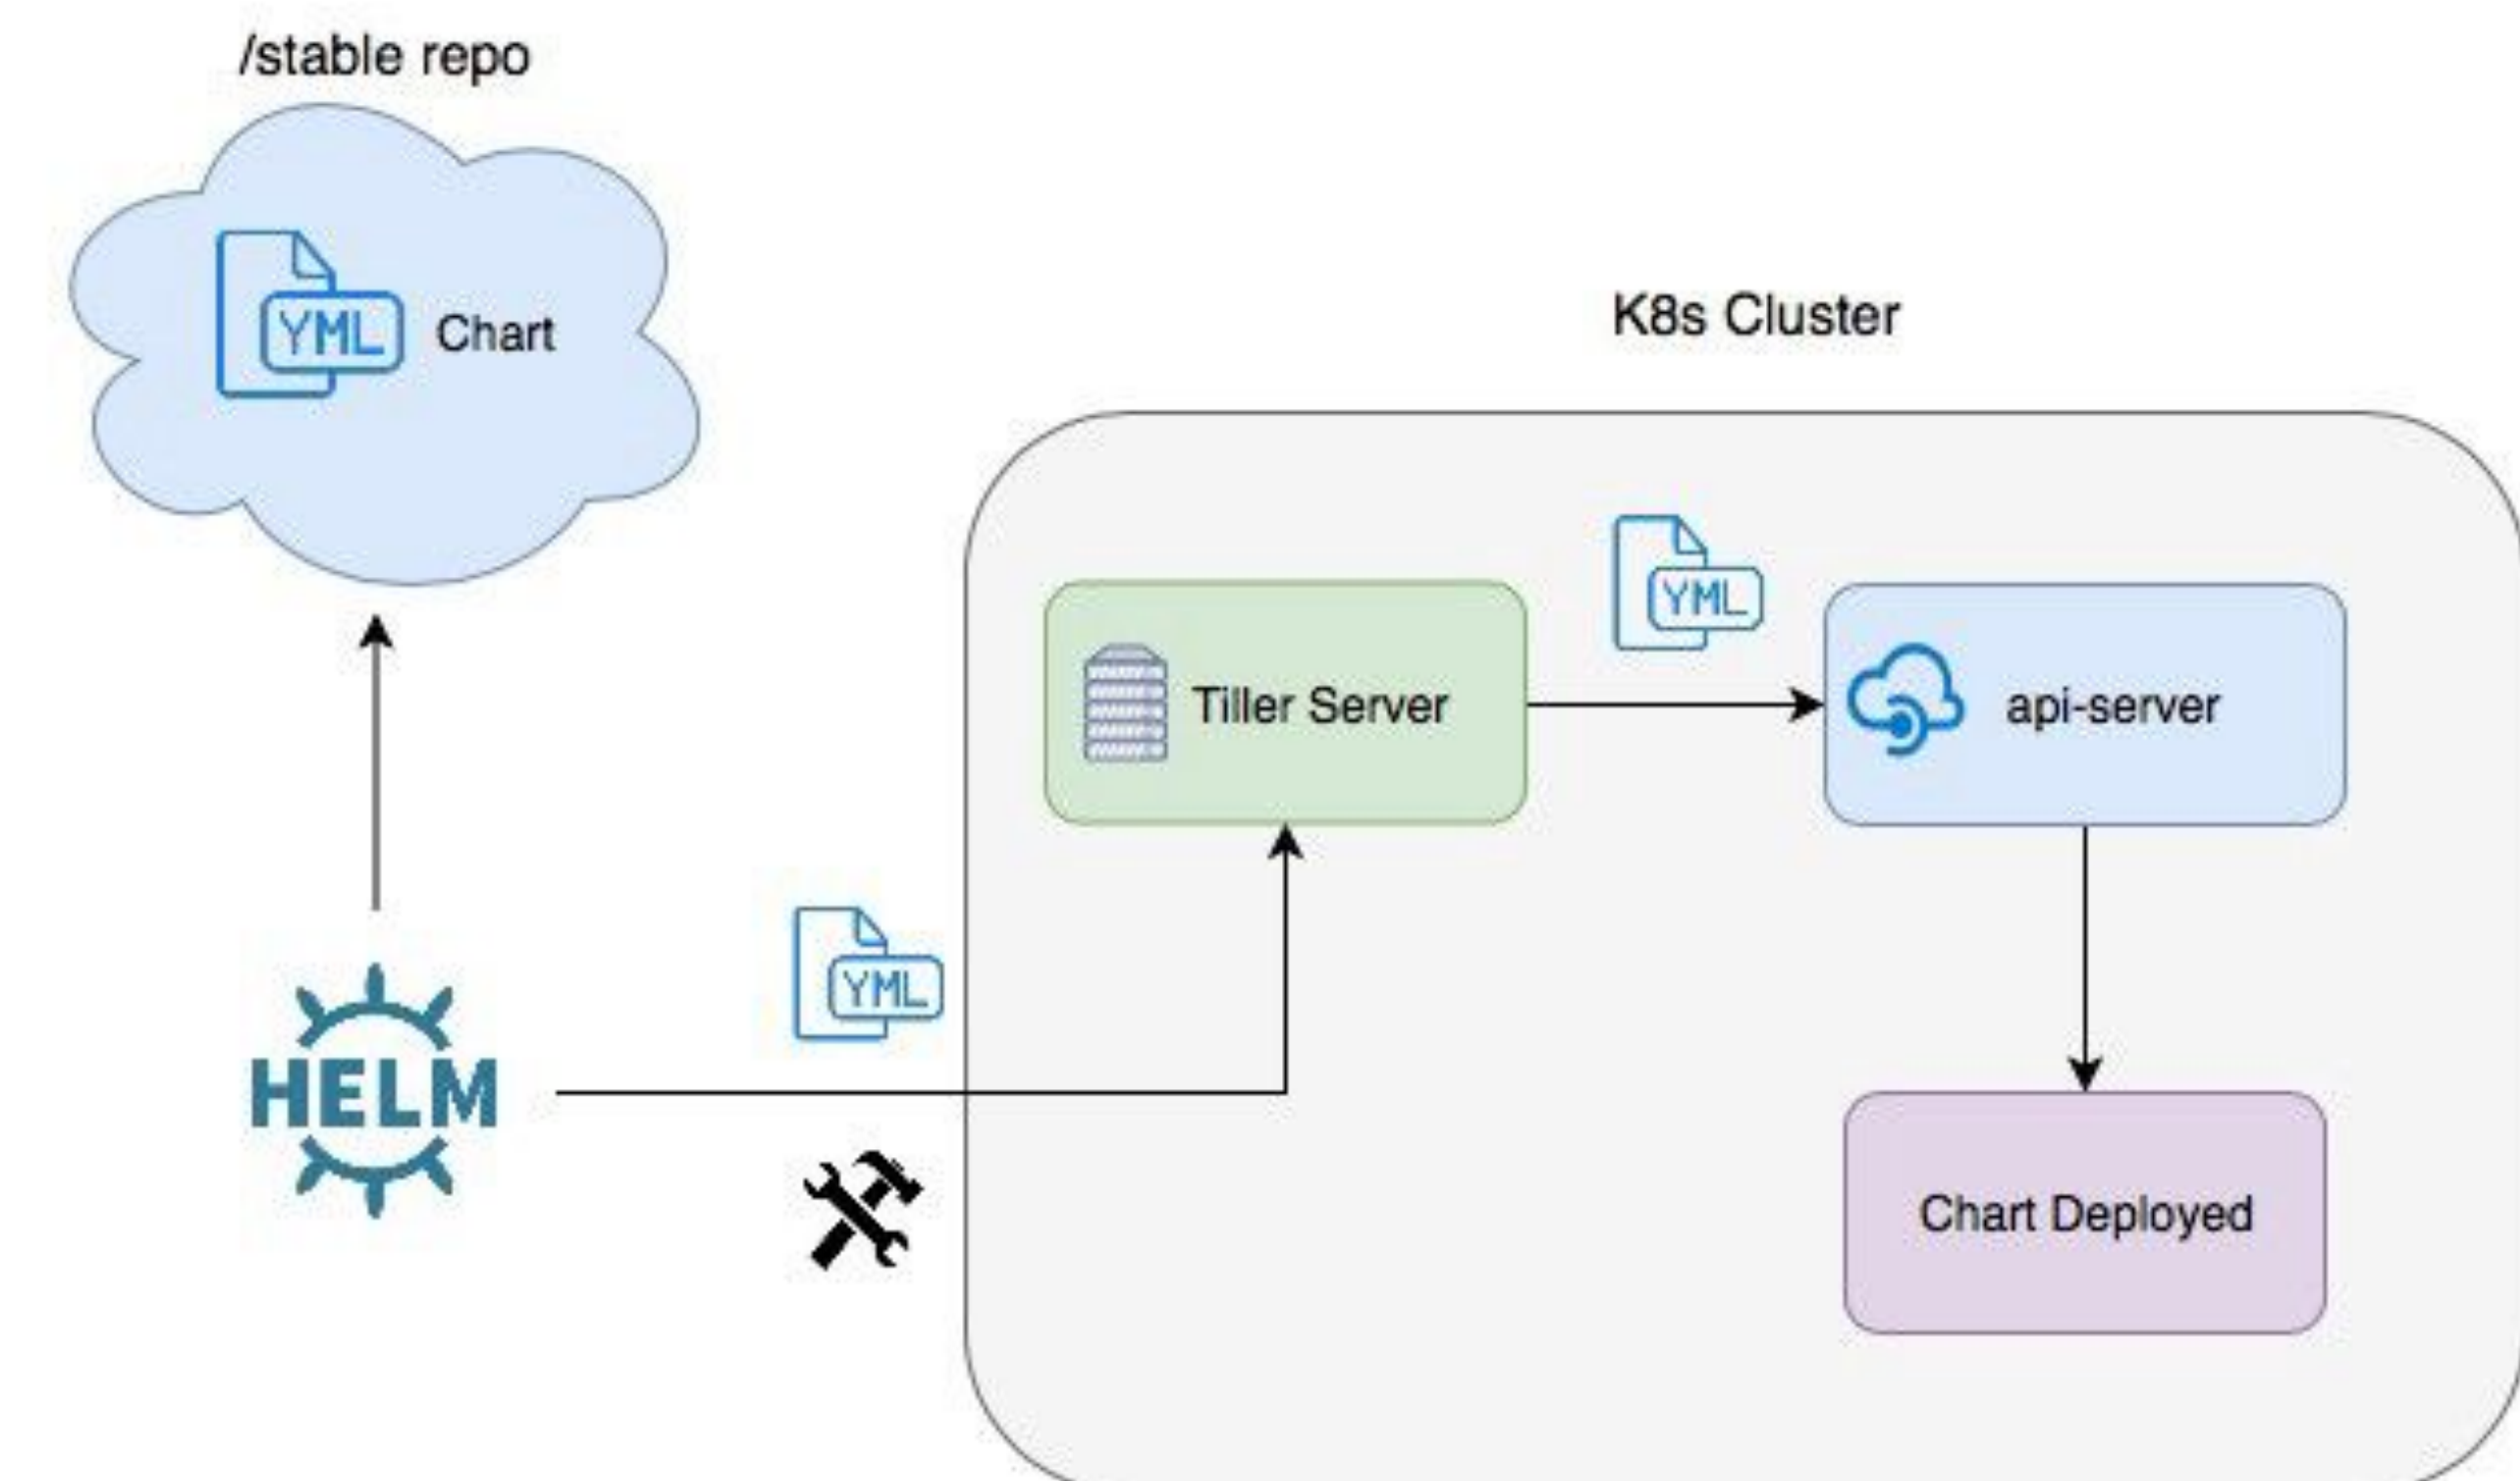 /stable repo
YML
Chart
K8s Cluster
YML
Tiller Server
api-server
YML
HELM
Chart Deployed